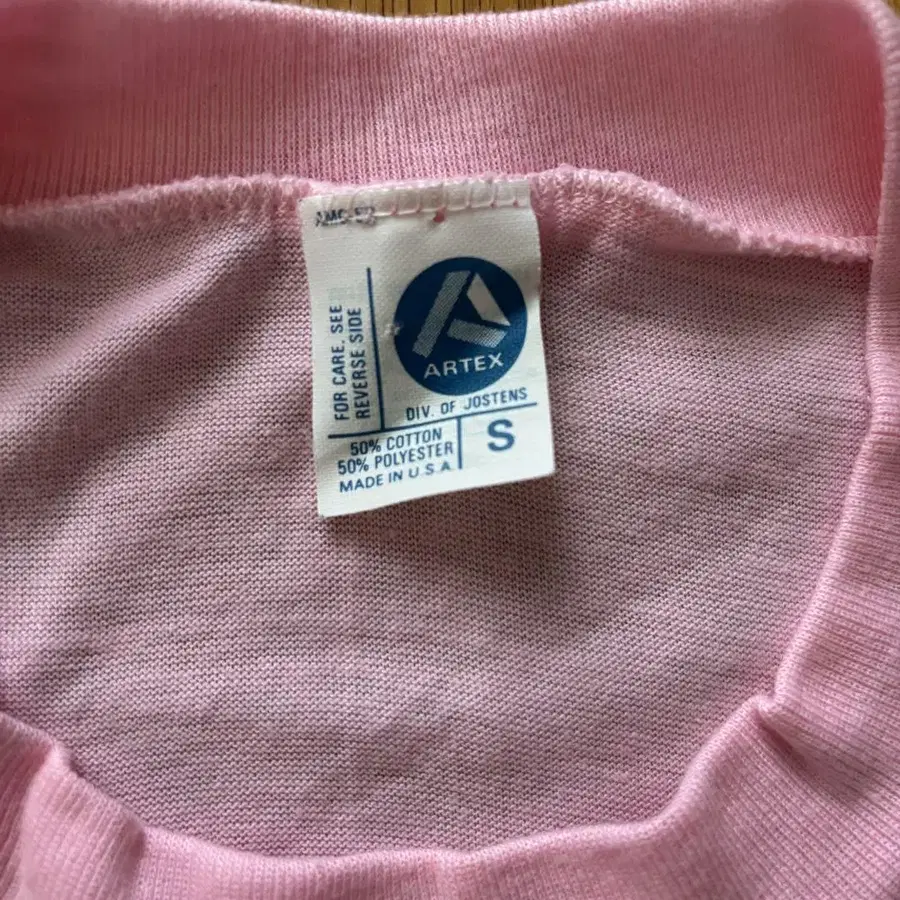 FOR CARE, SEE
REVERSE SIDE
ARTEX
DIV. OF JOSTENS
50% COTTON
50% POLYESTER
MADE IN U S A
S